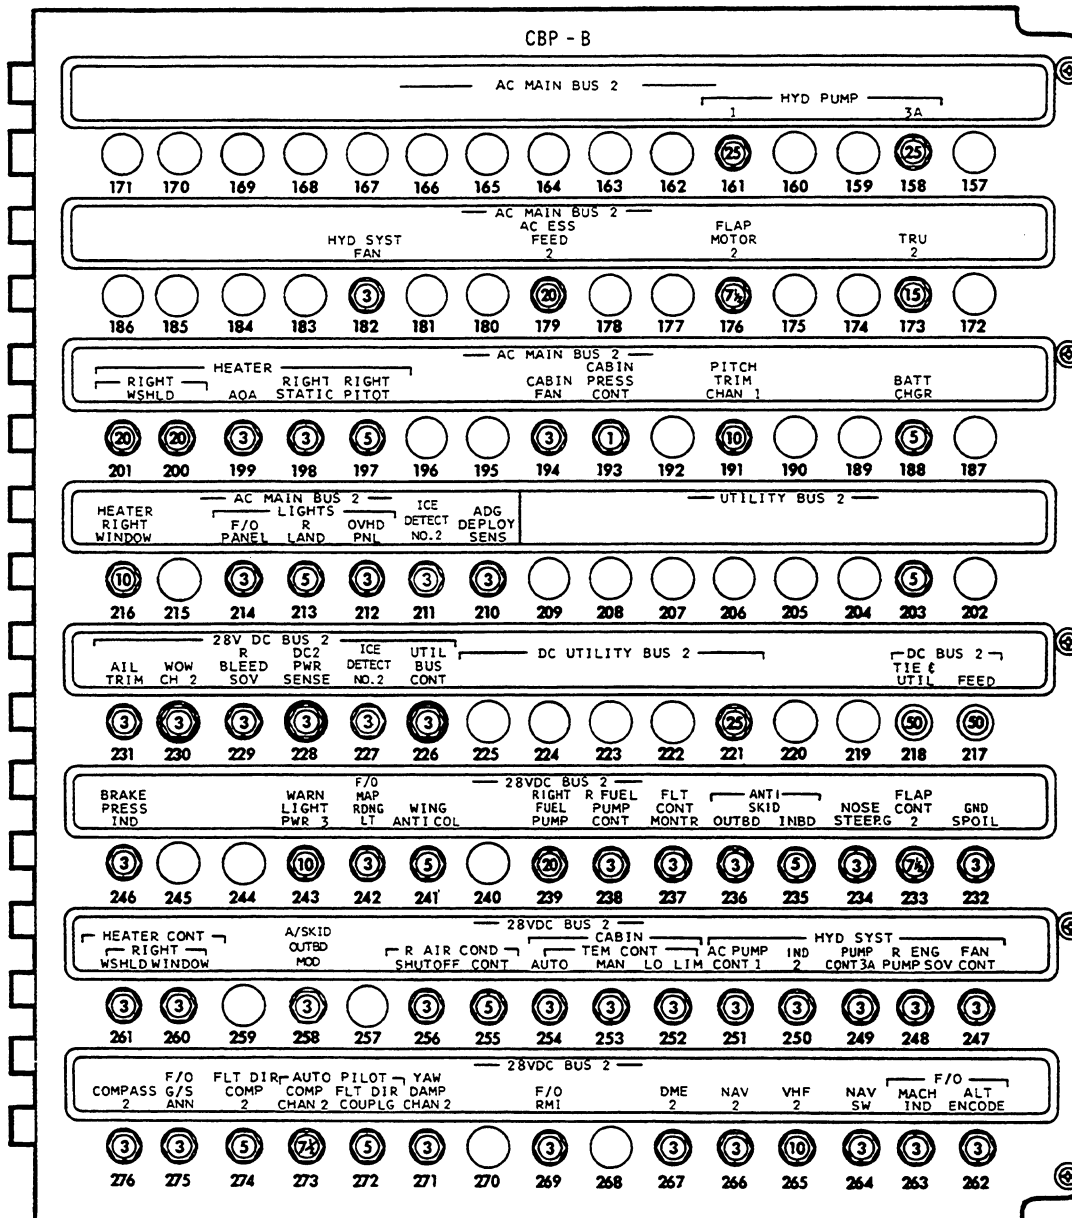 CBP - B
AC MAIN BUS 2
HYD PUMP
1 3A
25 25
171 170 169 168 167 166 165 164 163 162 161 160 159 158 157
AC MAIN BUS 2
AC ESS FLAP
HYD SYST FEED MOTOR TRU
FAN 2 2 2
3 20 7½ 15
186 185 184 183 182 181 180 179 178 177 176 175 174 173 172
AC MAIN BUS 2
HEATER CABIN PITCH
RIGHT RIGHT RIGHT CABIN PRESS TRIM BATT
WSHLD AOA STATIC PITOT FAN CONT CHAN 1 CHGR
20 20 3 3 5 3 1 10 5
201 200 199 198 197 196 195 194 193 192 191 190 189 188 187
AC MAIN BUS 2 UTILITY BUS 2
HEATER LIGHTS ICE ADG
RIGHT F/O R OVHD DETECT DEPLOY
WINDOW PANEL LAND PNL NO.2 SENS
10 3 5 3 3 3 5
216 215 214 213 212 211 210 209 208 207 206 205 204 203 202
28V DC BUS 2 DC UTILITY BUS 2 DC BUS 2
R DC2 ICE UTIL TIE &
AIL WOW BLEED PWR DETECT BUS UTIL FEED
TRIM CH 2 SOV SENSE NO.2 CONT
3 3 3 3 3 3 25 50 50
231 230 229 228 227 226 225 224 223 222 221 220 219 218 217
28VDC BUS 2
F/O
BRAKE WARN MAP RIGHT R FUEL FLT ANTI FLAP
PRESS LIGHT RDNG WING FUEL PUMP CONT SKID NOSE CONT GND
IND PWR 3 LT ANTI COL PUMP CONT MONTR OUTBD INBD STEERG 2 SPOIL
3 10 3 5 20 3 3 3 5 3 7½ 3
246 245 244 243 242 241 240 239 238 237 236 235 234 233 232
28VDC BUS 2
HEATER CONT A/SKID CABIN HYD SYST
RIGHT OUTBD R AIR COND TEM CONT AC PUMP IND PUMP R ENG FAN
WSHLD WINDOW MOD SHUTOFF CONT AUTO MAN LO LIM CONT 1 2 CONT 3A PUMP SOV CONT
3 3 3 3 5 3 3 3 3 3 3 3 3
261 260 259 258 257 256 255 254 253 252 251 250 249 248 247
28VDC BUS 2
F/O FLT DIR AUTO PILOT YAW F/O
COMPASS G/S COMP COMP FLT DIR DAMP F/O DME NAV VHF NAV MACH ALT
2 ANN 2 CHAN 2 COUPLG CHAN 2 RMI 2 2 2 SW IND ENCODE
3 3 5 7½ 5 3 3 3 3 10 3 3 3
276 275 274 273 272 271 270 269 268 267 266 265 264 263 262